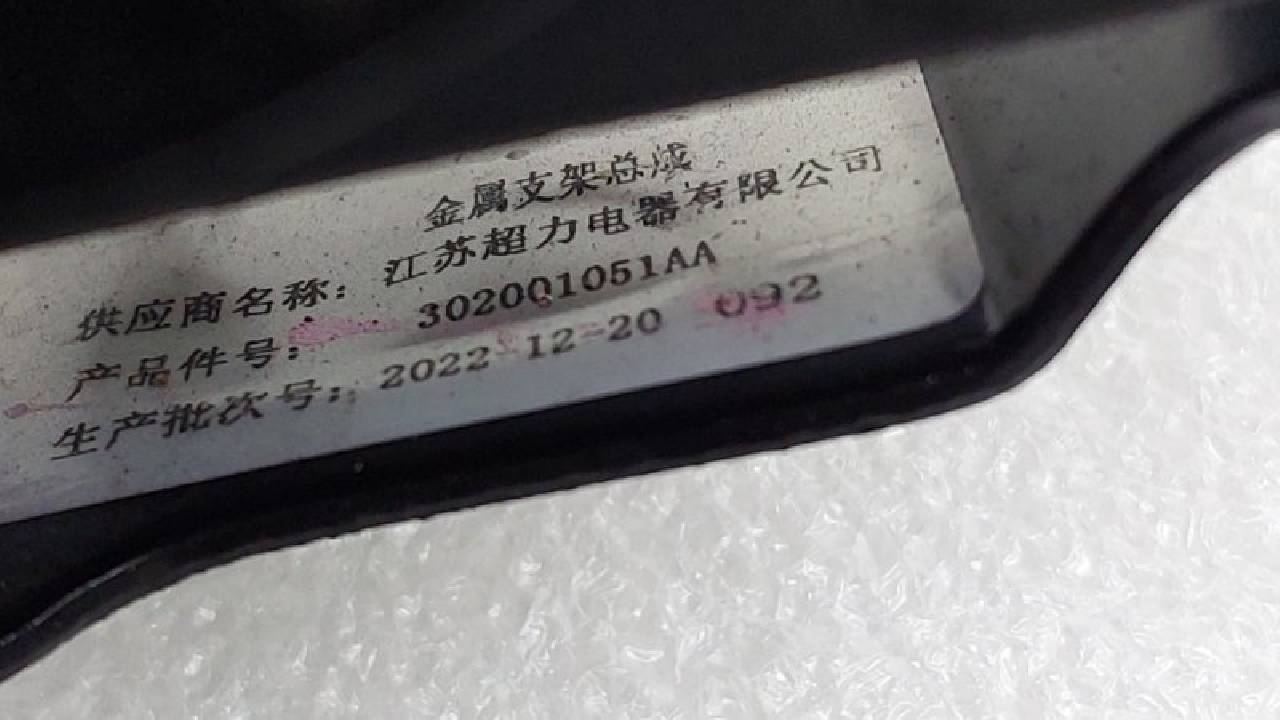 金属支架总成
供应商名称：江苏超力电器有限公司
产品件号：302001051AA
生产批次号：2022-12-20 092